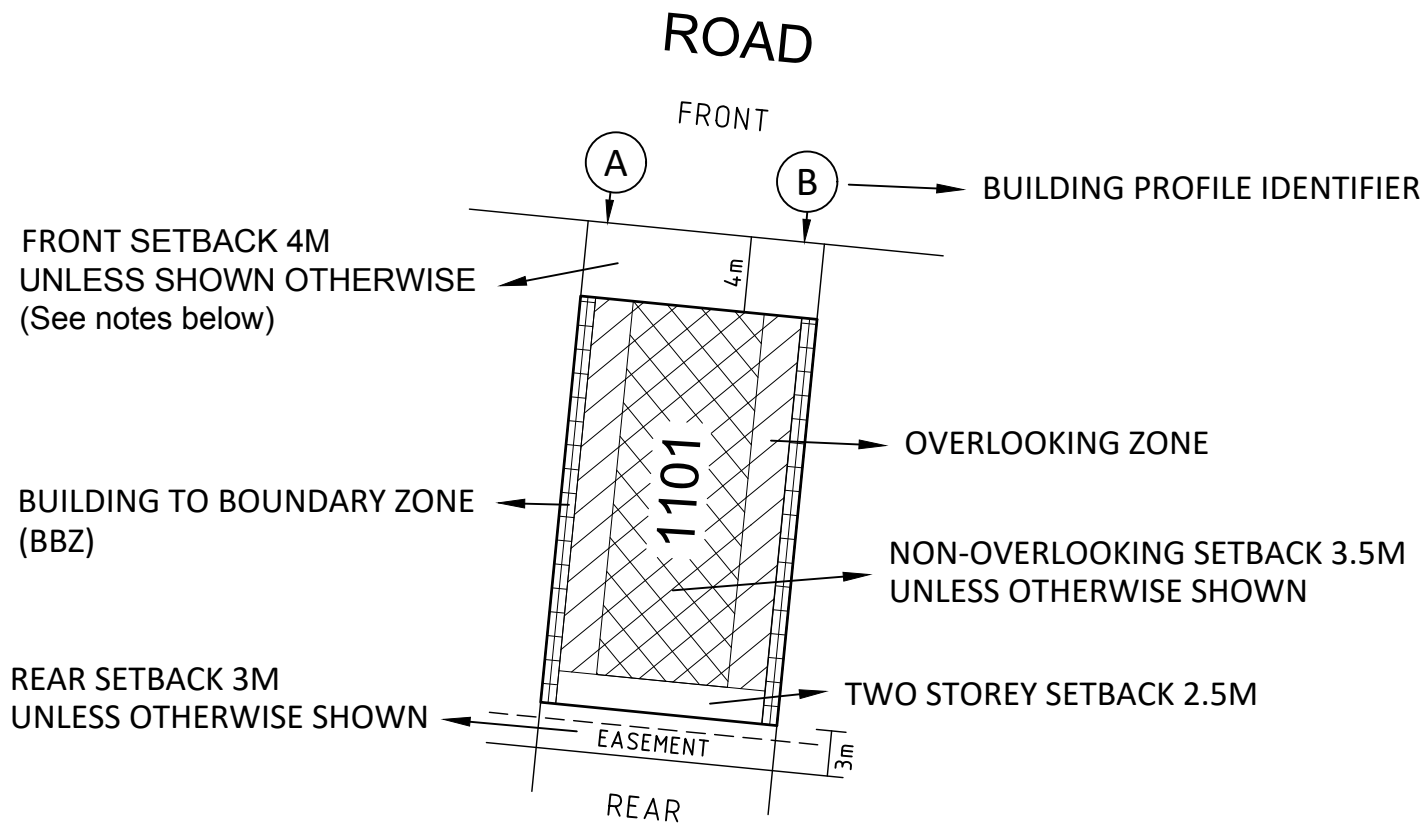 ROAD
FRONT
A
B
BUILDING PROFILE IDENTIFIER
FRONT SETBACK 4M
UNLESS SHOWN OTHERWISE
(See notes below)
4m
OVERLOOKING ZONE
1101
BUILDING TO BOUNDARY ZONE
(BBZ)
NON-OVERLOOKING SETBACK 3.5M
UNLESS OTHERWISE SHOWN
REAR SETBACK 3M
UNLESS OTHERWISE SHOWN
TWO STOREY SETBACK 2.5M
EASEMENT
3m
REAR